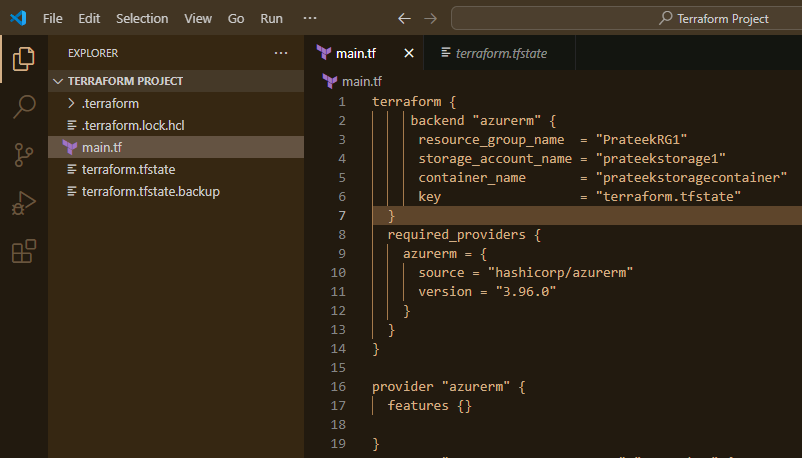 File Edit Selection View Go Run ··· Terraform Project
EXPLORER ···
TERRAFORM PROJECT
.terraform
.terraform.lock.hcl
main.tf
terraform.tfstate
terraform.tfstate.backup
main.tf terraform.tfstate
main.tf
1 terraform {
2 backend "azurerm" {
3 resource_group_name = "PrateekRG1"
4 storage_account_name = "prateekstorage1"
5 container_name = "prateekstoragecontainer"
6 key = "terraform.tfstate"
7 }
8 required_providers {
9 azurerm = {
10 source = "hashicorp/azurerm"
11 version = "3.96.0"
12 }
13 }
14 }
15
16 provider "azurerm" {
17 features {}
18
19 }